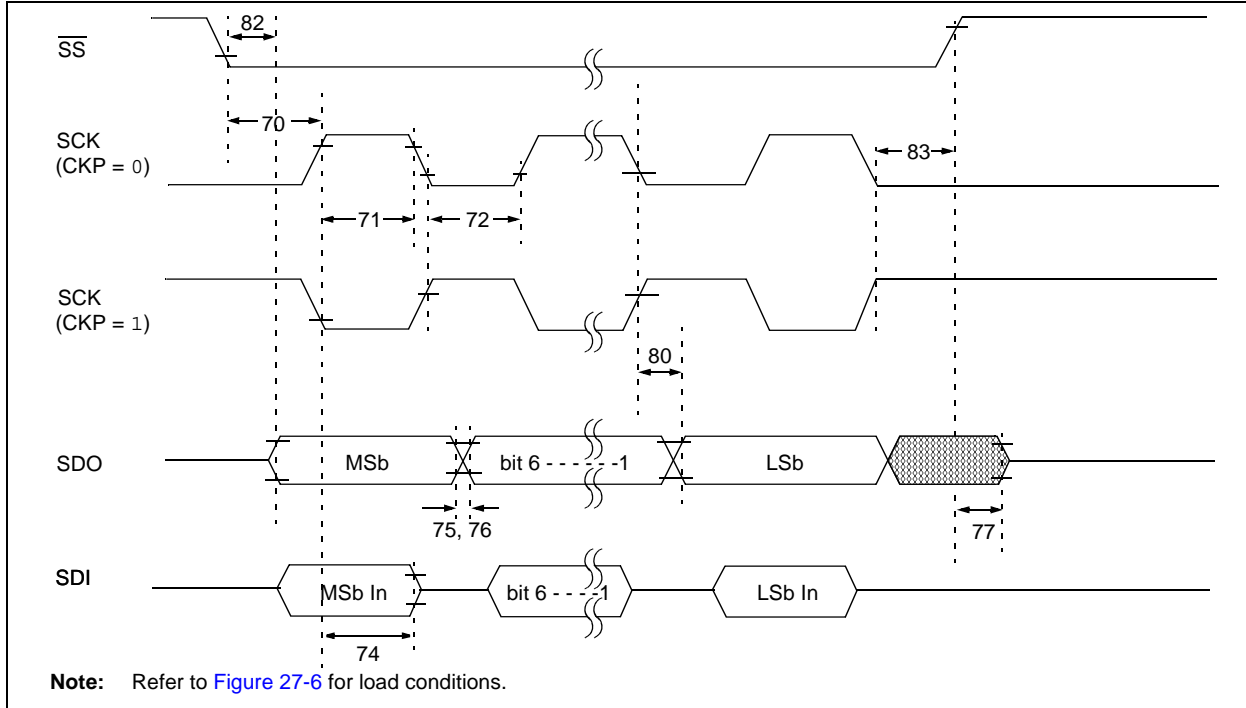 82
SS
70
SCK
(CKP = 0)
83
71
72
SCK
(CKP = 1)
80
SDO
MSb
bit 6 - - - - - -1
LSb
75, 76
77
SDI
MSb In
bit 6 - - - -1
LSb In
74
Note: Refer to Figure 27-6 for load conditions.